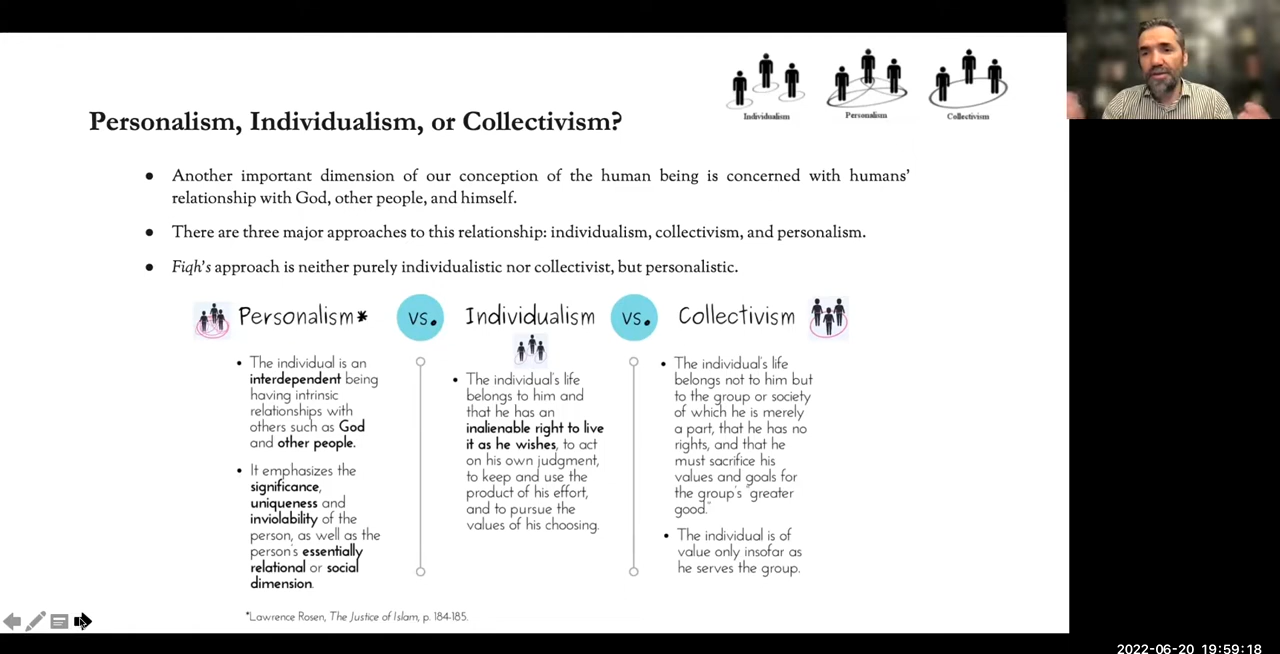 Individualism
Personalism
Collectivism
Personalism, Individualism, or Collectivism?
● Another important dimension of our conception of the human being is concerned with humans'
relationship with God, other people, and himself.
● There are three major approaches to this relationship: individualism, collectivism, and personalism.
● Fiqh's approach is neither purely individualistic nor collectivist, but personalistic.
Personalism*
vs.
Individualism
vs.
Collectivism
• The individual is an
interdependent being
having intrinsic
relationships with
others such as God
and other people.
• It emphasizes the
significance,
uniqueness and
inviolability of the
person, as well as the
person's essentially
relational or social
dimension.
• The individual's life
belongs to him and
that he has an
inalienable right to live
it as he wishes, to act
on his own judgment,
to keep and use the
product of his effort,
and to pursue the
values of his choosing.
• The individual's life
belongs not to him but
to the group or society
of which he is merely
a part, that he has no
rights, and that he
must sacrifice his
values and goals for
the group's "greater
good."
• The individual is of
value only insofar as
he serves the group.
*Lawrence Rosen, The Justice of Islam, p. 184-185.
2022-06-20 19:59:18